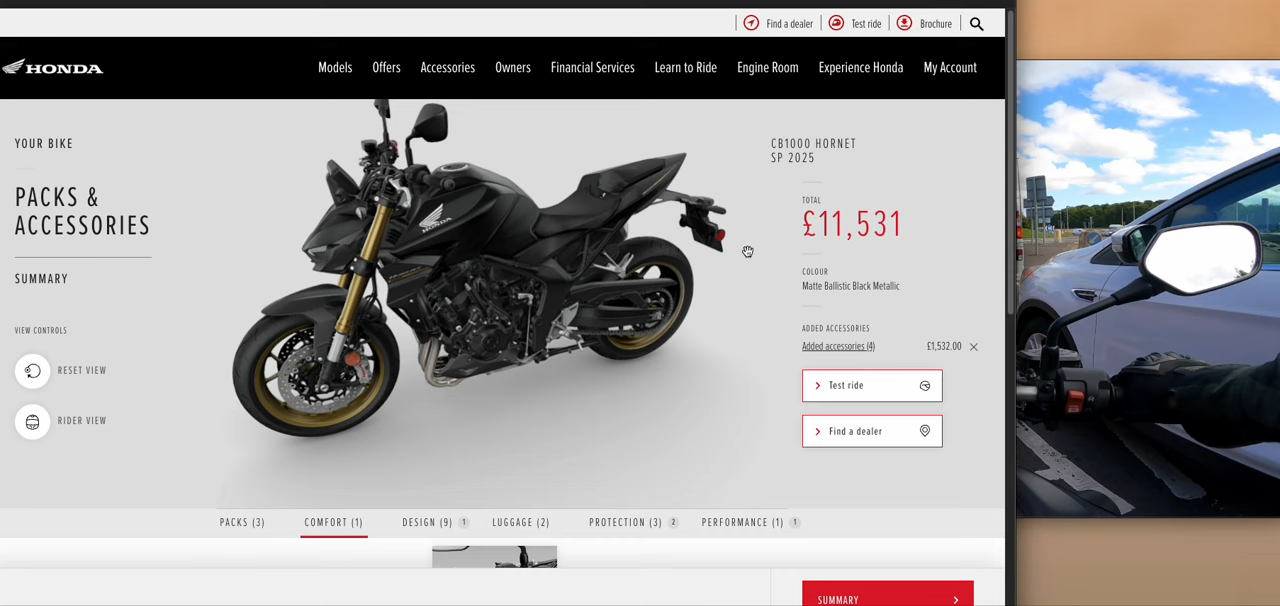 Find a dealer
Test ride
Brochure
HONDA
Models
Offers
Accessories
Owners
Financial Services
Learn to Ride
Engine Room
Experience Honda
My Account
YOUR BIKE
PACKS &
ACCESSORIES
SUMMARY
VIEW CONTROLS
RESET VIEW
RIDER VIEW
HONDA
CB1000 HORNET
SP 2025
TOTAL
£11,531
COLOUR
Matte Ballistic Black Metallic
ADDED ACCESSORIES
Added accessories (4)
£1,532.00
Test ride
Find a dealer
PACKS (3)
COMFORT (1)
DESIGN (9) 1
LUGGAGE (2)
PROTECTION (3) 2
PERFORMANCE (1) 1
SUMMARY